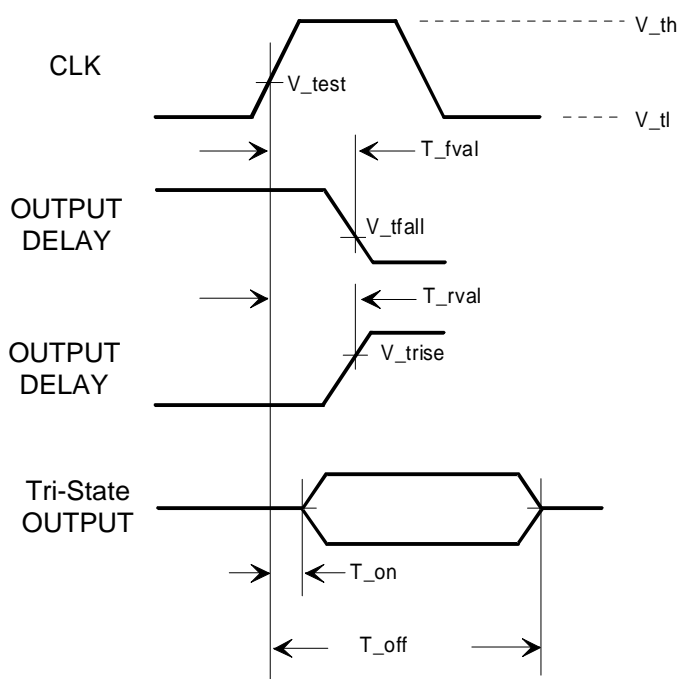 V_th
CLK
V_test
V_tl
T_fval
OUTPUT
DELAY
V_tfall
T_rval
OUTPUT
DELAY
V_trise
Tri-State
OUTPUT
T_on
T_off